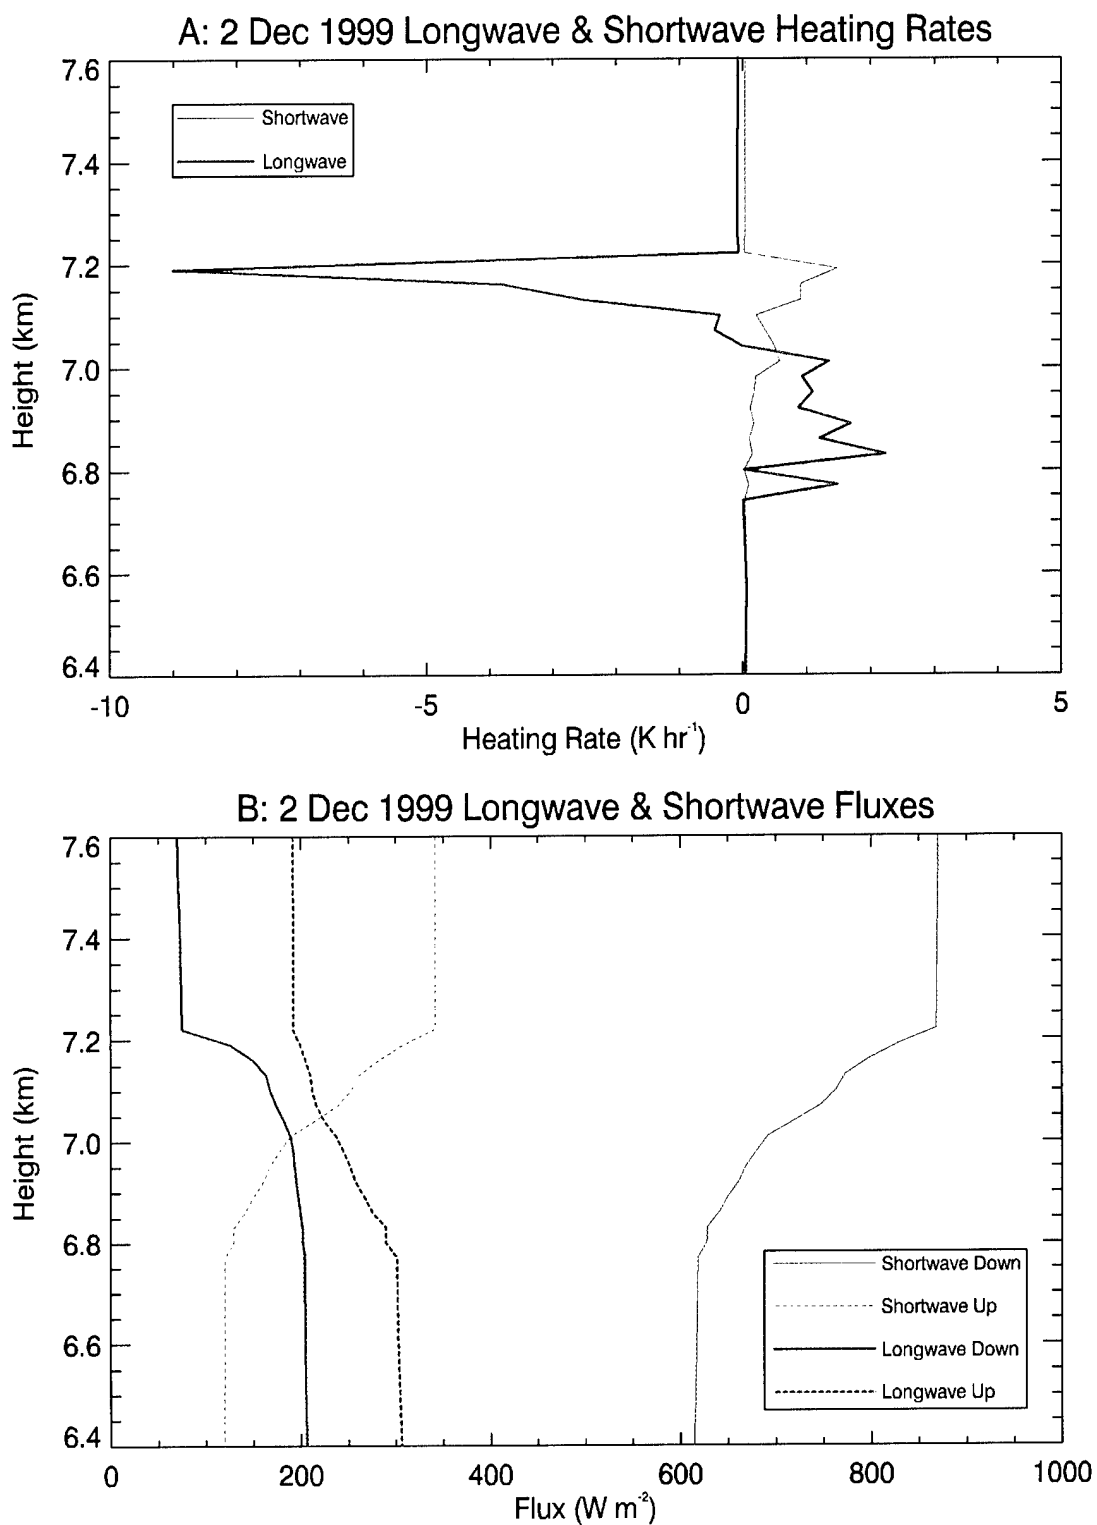 A: 2 Dec 1999 Longwave & Shortwave Heating Rates
7.6
7.4
7.2
7.0
6.8
6.6
6.4
Height (km)
Shortwave
Longwave
-10
-5
0
5
Heating Rate (K hr⁻¹)
B: 2 Dec 1999 Longwave & Shortwave Fluxes
7.6
7.4
7.2
7.0
6.8
6.6
6.4
Height (km)
Shortwave Down
Shortwave Up
Longwave Down
Longwave Up
0
200
400
600
800
1000
Flux (W m⁻²)